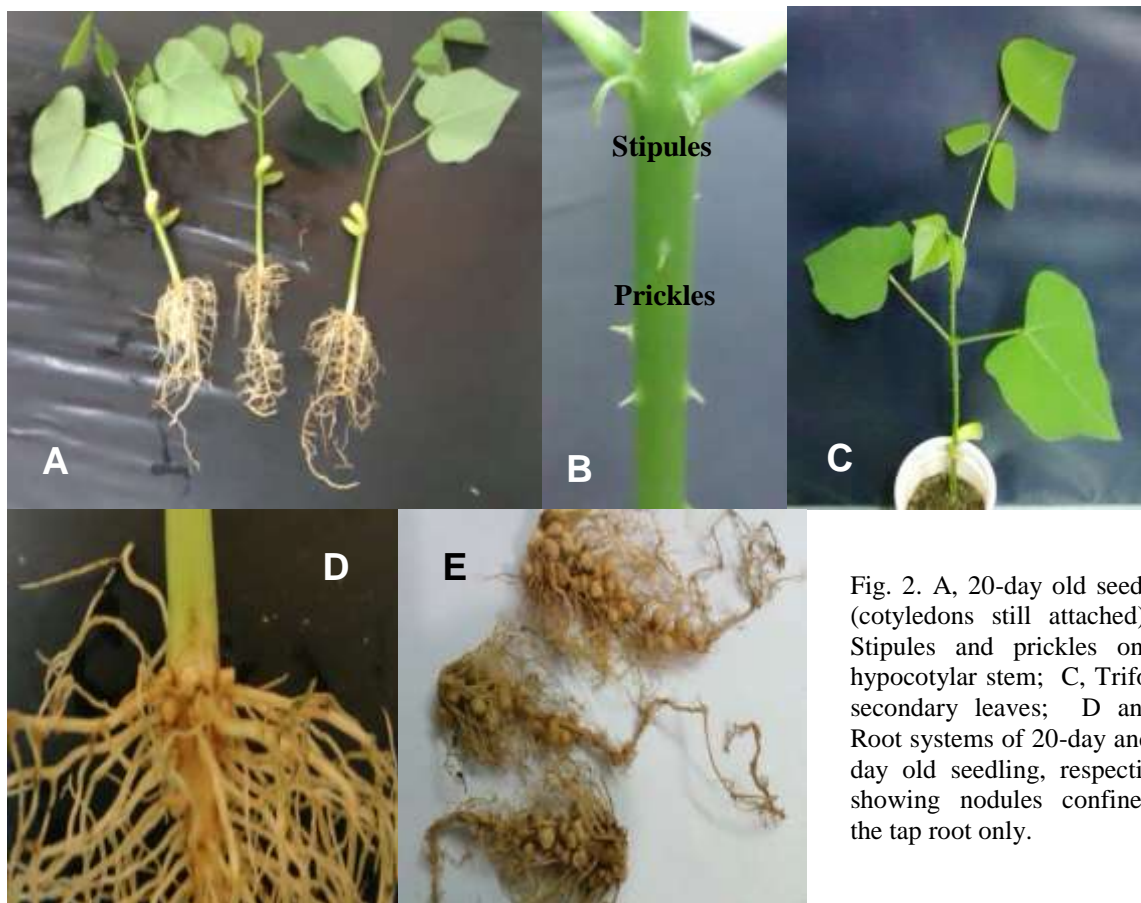 Stipules
Prickles
A
B
C
D
E
Fig. 2. A, 20-day old seed
(cotyledons still attached)
Stipules and prickles on
hypocotylar stem; C, Trifo
secondary leaves; D an
Root systems of 20-day and
day old seedling, respecti
showing nodules confine
the tap root only.